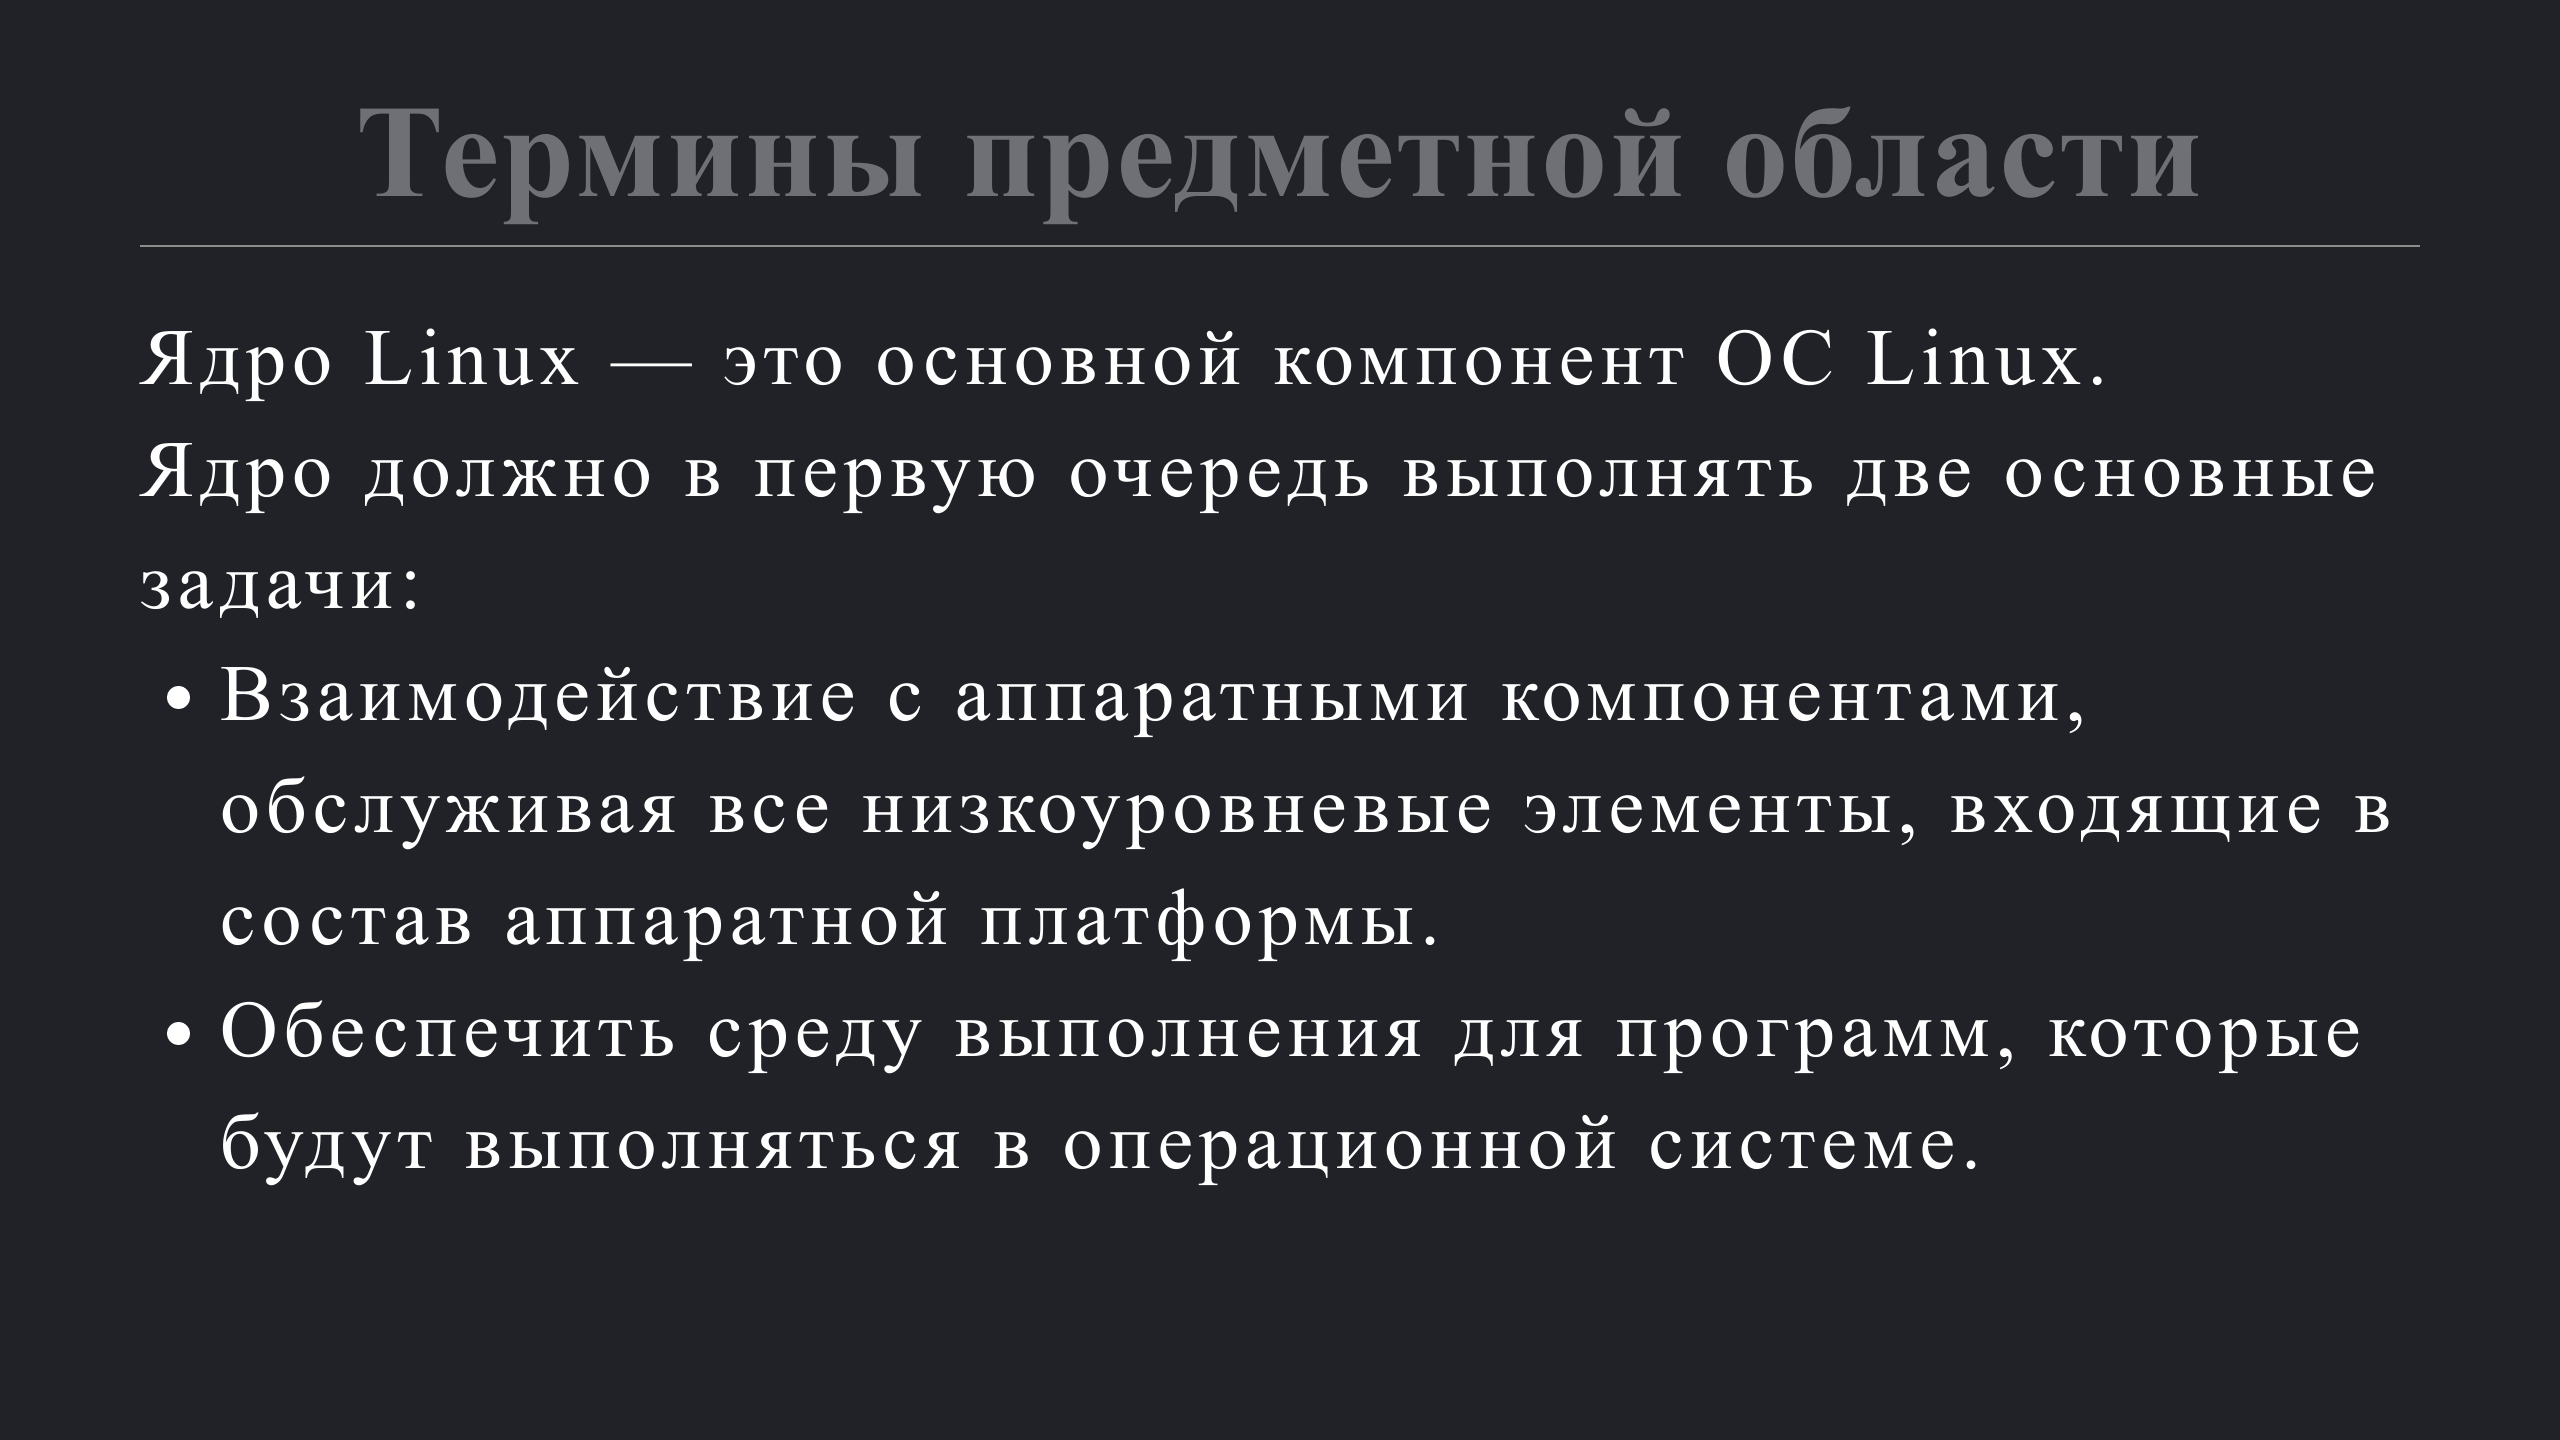 Термины предметной области
Ядро Linux — это основной компонент ОС Linux.
Ядро должно в первую очередь выполнять две основные
задачи:
• Взаимодействие с аппаратными компонентами,
обслуживая все низкоуровневые элементы, входящие в
состав аппаратной платформы.
• Обеспечить среду выполнения для программ, которые
будут выполняться в операционной системе.